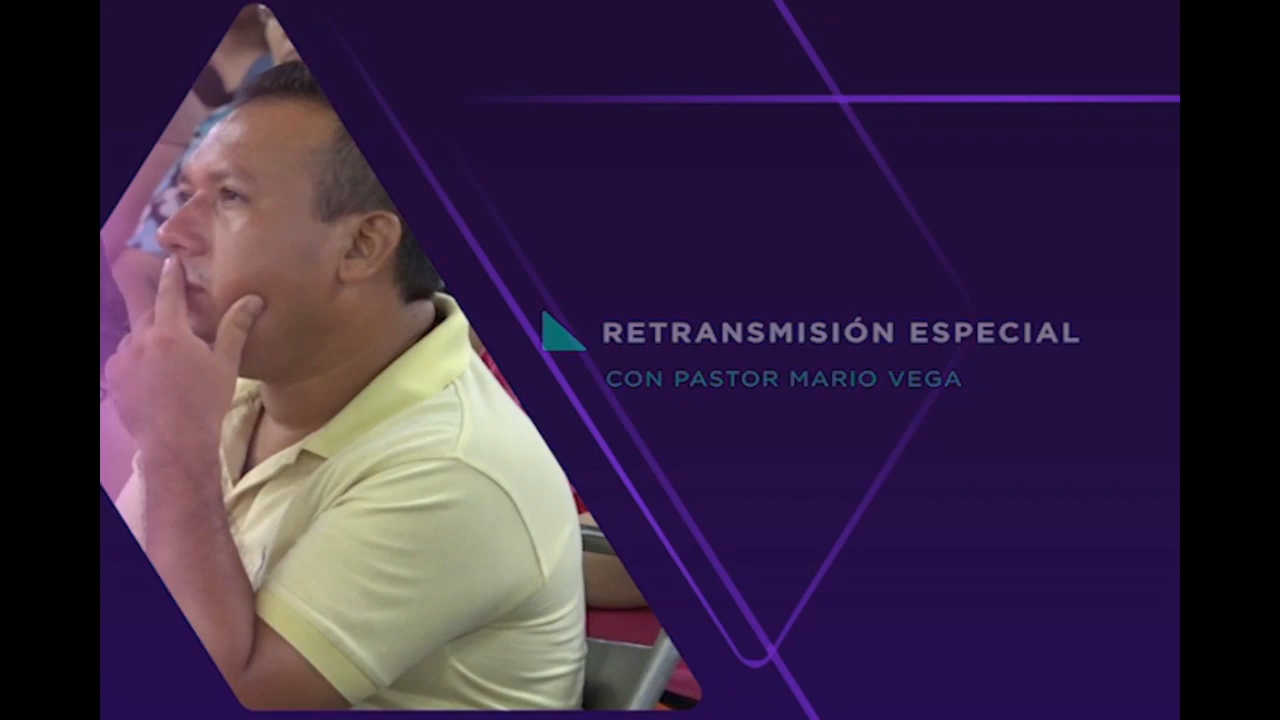 RETRANSMISIÓN ESPECIAL
CON PASTOR MARIO VEGA